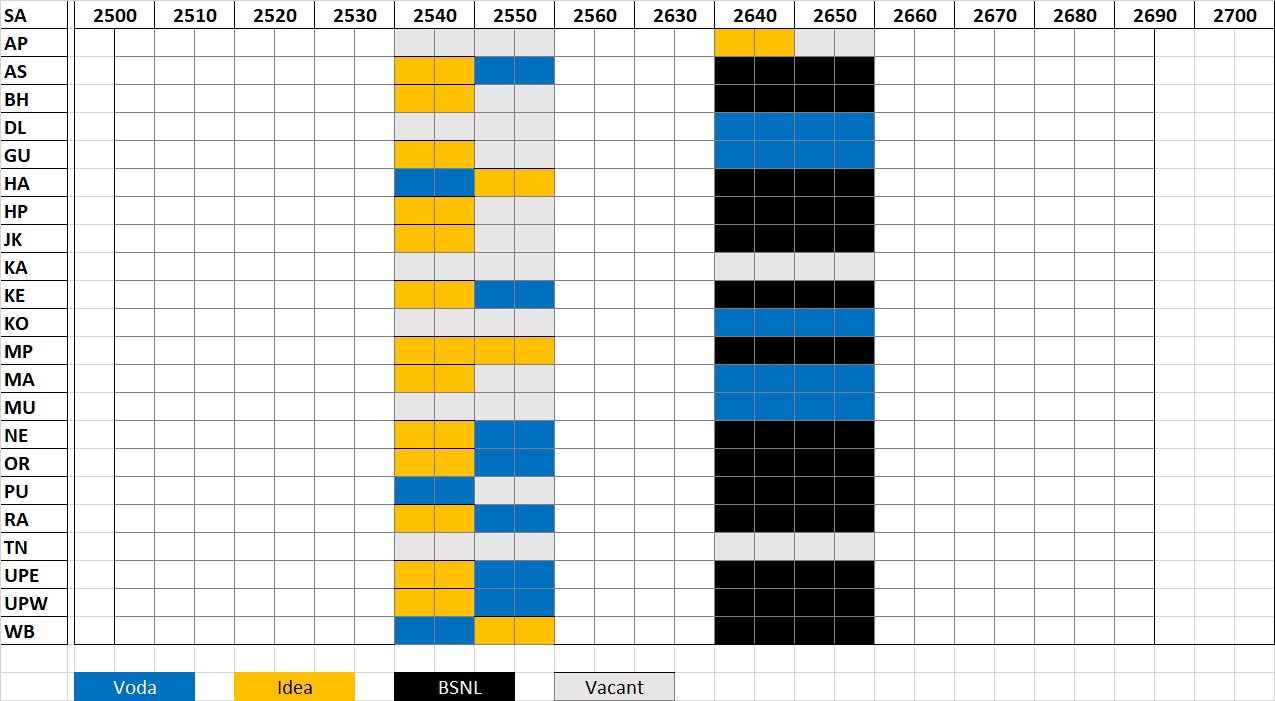 SA 2500 2510 2520 2530 2540 2550 2560 2630 2640 2650 2660 2670 2680 2690 2700
AP
AS
BH
DL
GU
HA
HP
JK
KA
KE
KO
MP
MA
MU
NE
OR
PU
RA
TN
UPE
UPW
WB
Voda Idea BSNL Vacant